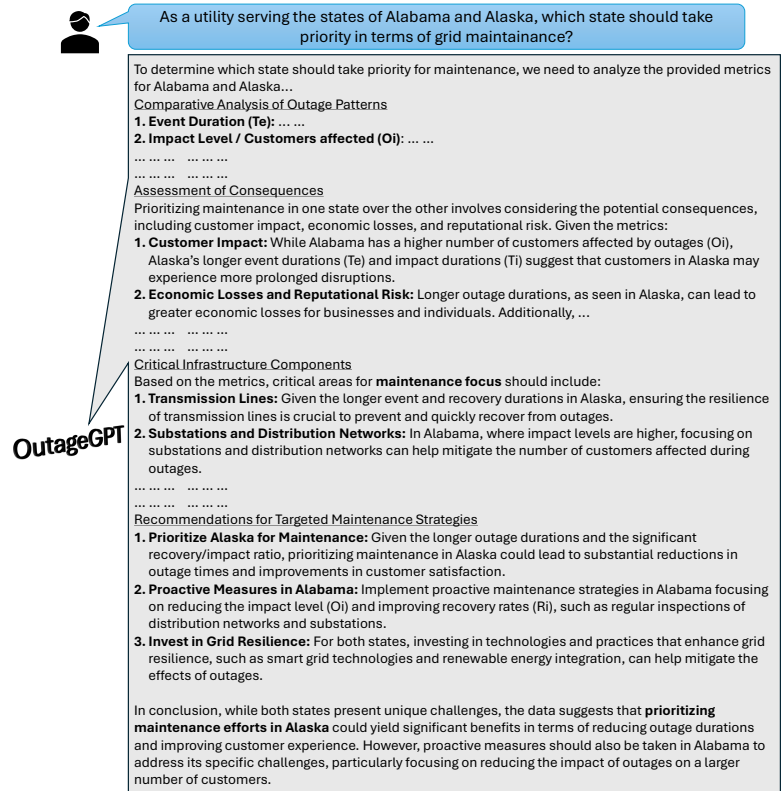 As a utility serving the states of Alabama and Alaska, which state should take
priority in terms of grid maintainance?
To determine which state should take priority for maintenance, we need to analyze the provided metrics
for Alabama and Alaska...
Comparative Analysis of Outage Patterns
1. Event Duration (Te): ... ...
2. Impact Level / Customers affected (Oi): ... ...
... ... ... ... ... ...
... ... ... ... ... ...
Assessment of Consequences
Prioritizing maintenance in one state over the other involves considering the potential consequences,
including customer impact, economic losses, and reputational risk. Given the metrics:
1. Customer Impact: While Alabama has a higher number of customers affected by outages (Oi),
Alaska's longer event durations (Te) and impact durations (Ti) suggest that customers in Alaska may
experience more prolonged disruptions.
2. Economic Losses and Reputational Risk: Longer outage durations, as seen in Alaska, can lead to
greater economic losses for businesses and individuals. Additionally, ...
... ... ... ... ... ...
... ... ... ... ... ...
Critical Infrastructure Components
Based on the metrics, critical areas for maintenance focus should include:
1. Transmission Lines: Given the longer event and recovery durations in Alaska, ensuring the resilience
of transmission lines is crucial to prevent and quickly recover from outages.
2. Substations and Distribution Networks: In Alabama, where impact levels are higher, focusing on
substations and distribution networks can help mitigate the number of customers affected during
outages.
... ... ... ... ... ...
... ... ... ... ... ...
Recommendations for Targeted Maintenance Strategies
1. Prioritize Alaska for Maintenance: Given the longer outage durations and the significant
recovery/impact ratio, prioritizing maintenance in Alaska could lead to substantial reductions in
outage times and improvements in customer satisfaction.
2. Proactive Measures in Alabama: Implement proactive maintenance strategies in Alabama focusing
on reducing the impact level (Oi) and improving recovery rates (Ri), such as regular inspections of
distribution networks and substations.
3. Invest in Grid Resilience: For both states, investing in technologies and practices that enhance grid
resilience, such as smart grid technologies and renewable energy integration, can help mitigate the
effects of outages.
In conclusion, while both states present unique challenges, the data suggests that prioritizing
maintenance efforts in Alaska could yield significant benefits in terms of reducing outage durations
and improving customer experience. However, proactive measures should also be taken in Alabama to
address its specific challenges, particularly focusing on reducing the impact of outages on a larger
number of customers.
OutageGPT